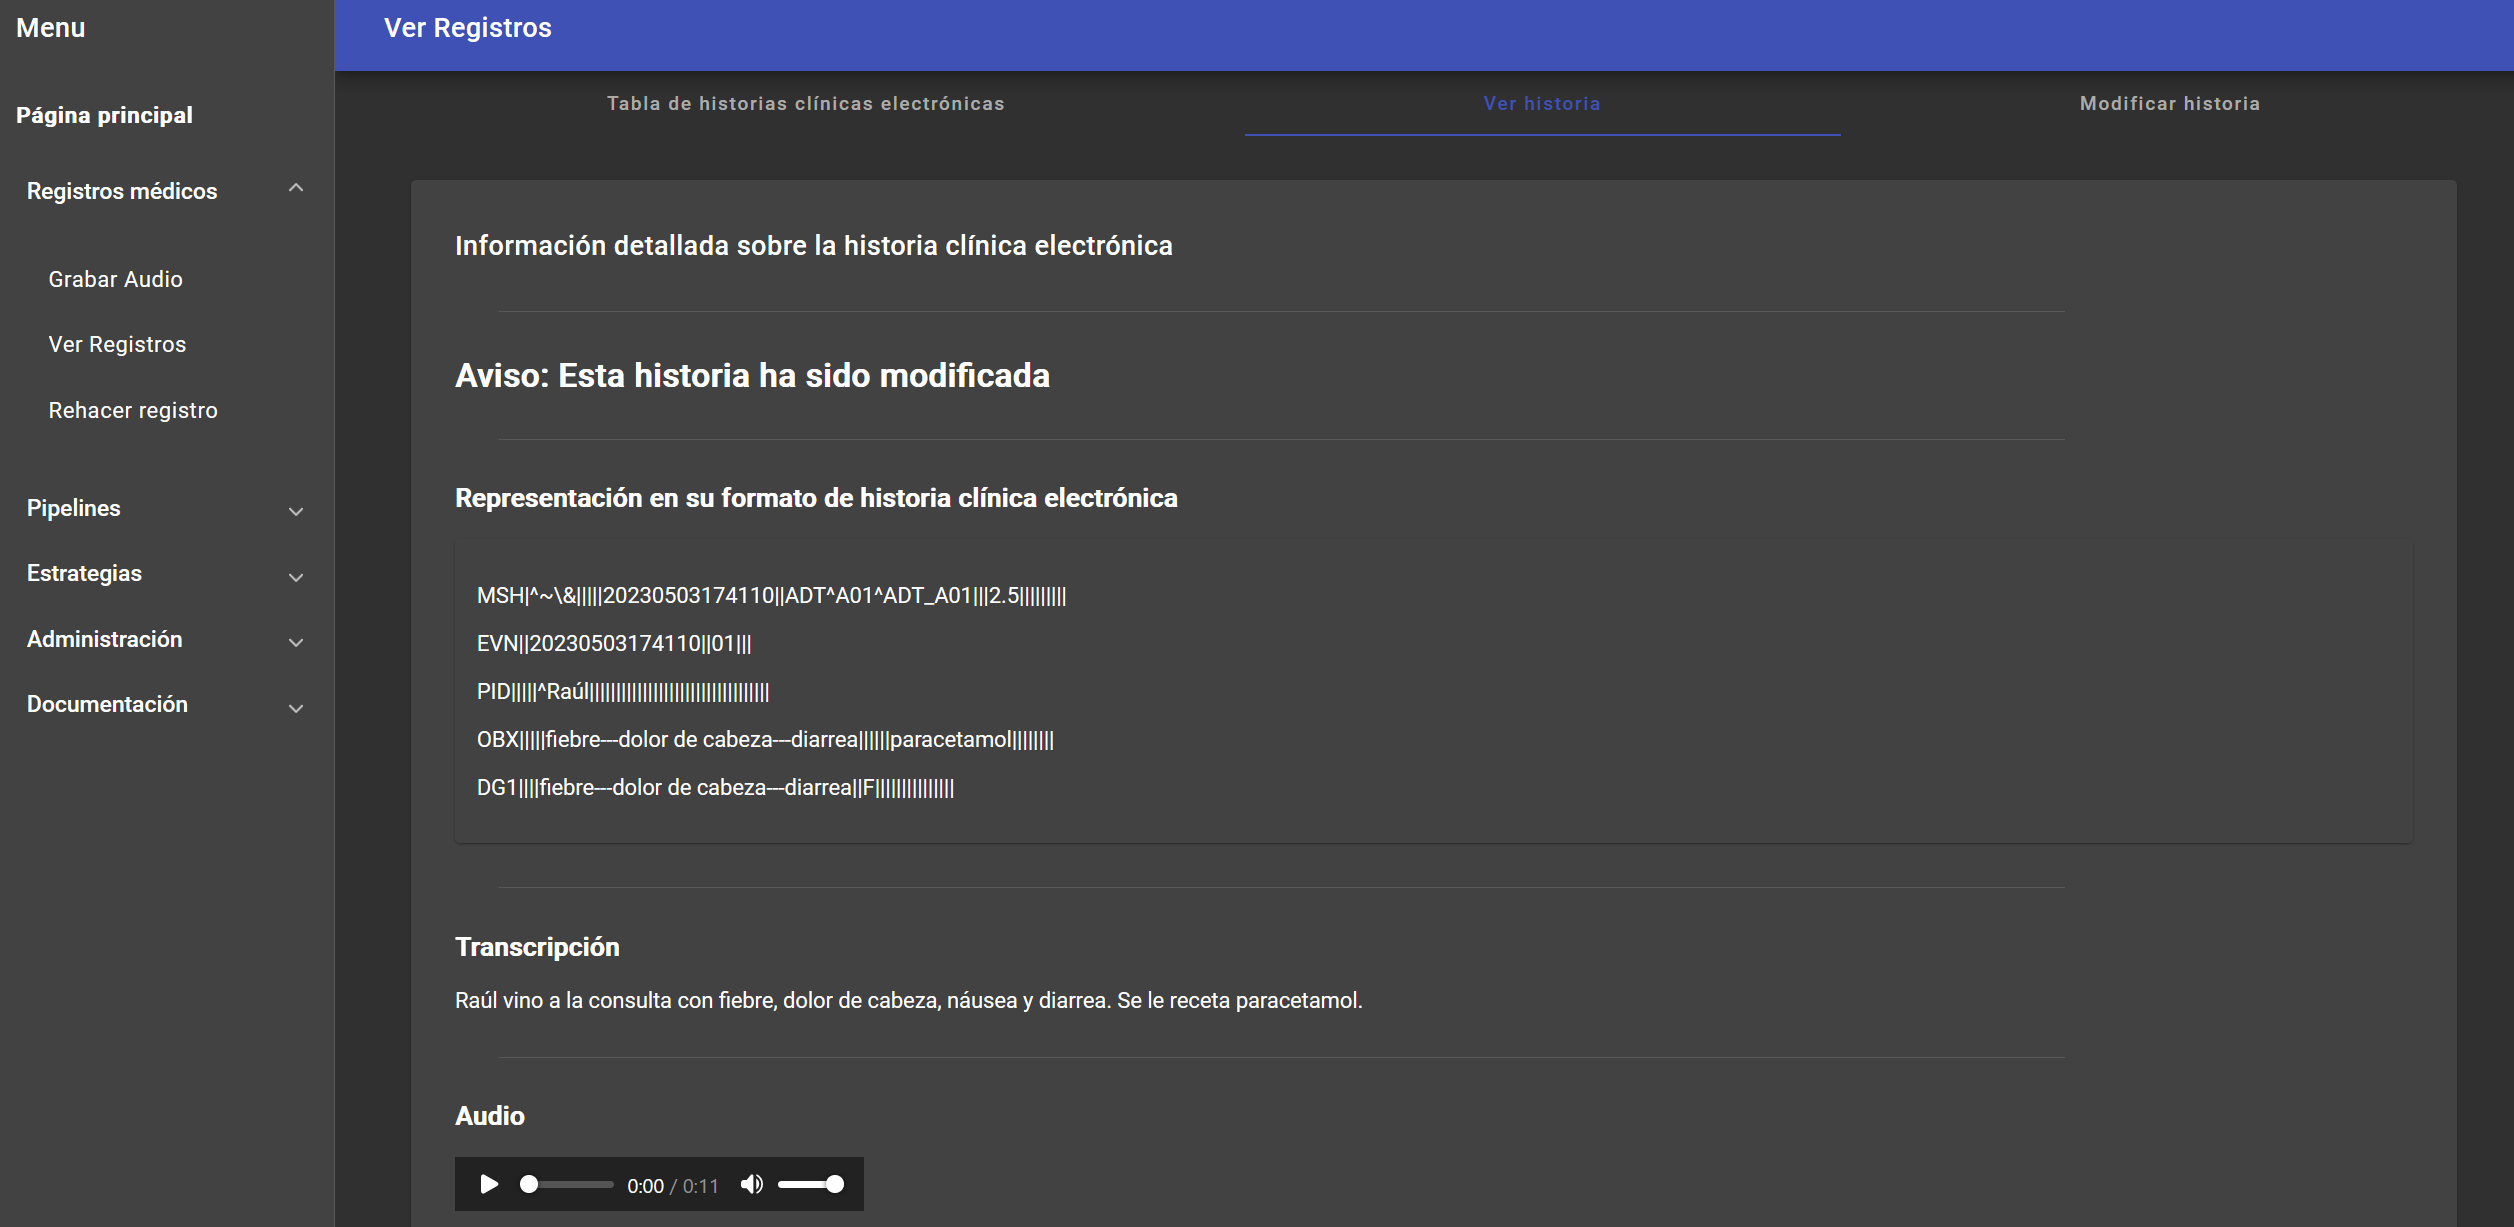 Menu
Página principal
Registros médicos
Grabar Audio
Ver Registros
Rehacer registro
Pipelines
Estrategias
Administración
Documentación
Ver Registros
Tabla de historias clínicas electrónicas
Ver historia
Modificar historia
Información detallada sobre la historia clínica electrónica
Aviso: Esta historia ha sido modificada
Representación en su formato de historia clínica electrónica
MSH|^~\&|||||20230503174110||ADT^A01^ADT_A01|||2.5|||||||||
EVN||20230503174110||01|||
PID|||||^Raúl||||||||||||||||||||||||||||||||||
OBX|||||fiebre---dolor de cabeza---diarrea||||||paracetamol||||||||
DG1||||fiebre---dolor de cabeza---diarrea||F|||||||||||||||
Transcripción
Raúl vino a la consulta con fiebre, dolor de cabeza, náusea y diarrea. Se le receta paracetamol.
Audio
0:00 / 0:11